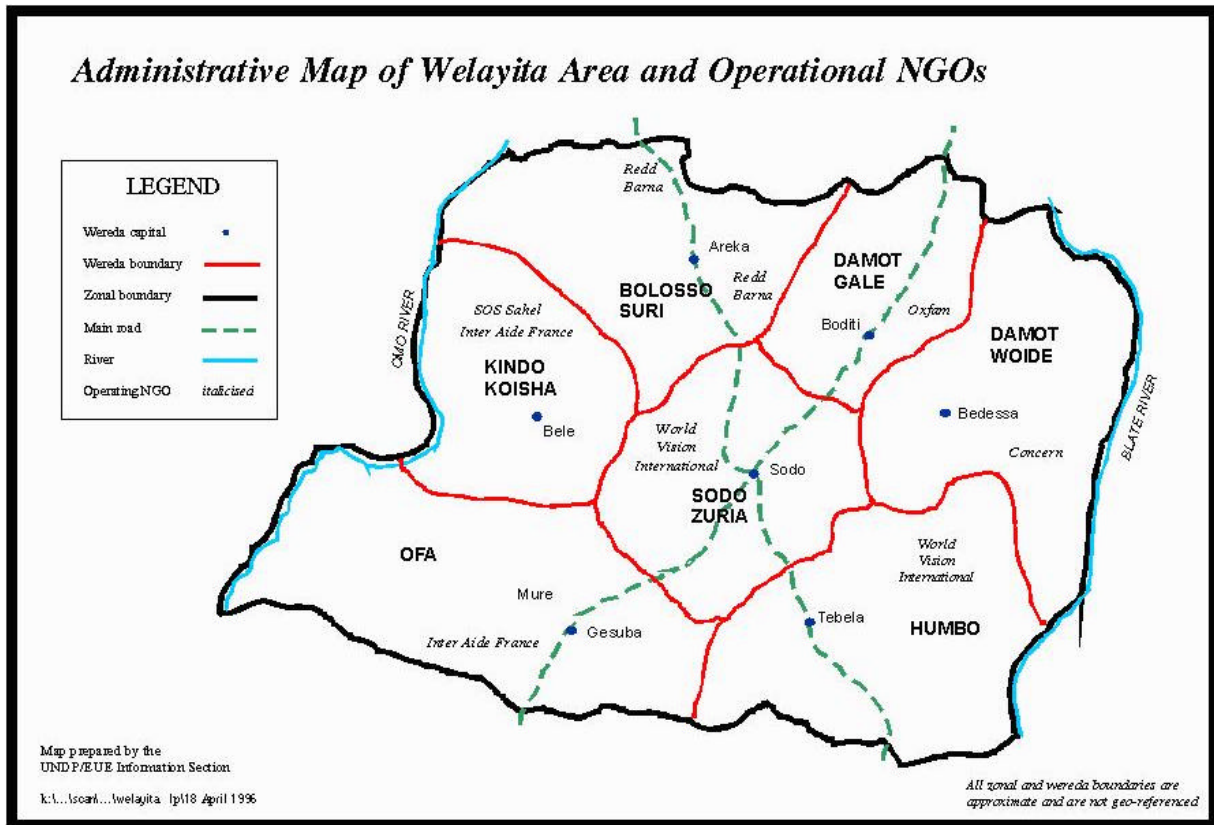 Administrative Map of Welayita Area and Operational NGOs
LEGEND
Wereda capital
Wereda boundary
Zonal boundary
Main road
River
Operating NGO italicised
Redd
Barna
Areka
Redd
Barna
BOLOSSO
SURI
DAMOT
GALE
Boditi
Oxfam
DAMOT
WOIDE
Bedessa
Concern
OMO RIVER
BLATE RIVER
SOS Sahel
Inter Aide France
KINDO
KOISHA
Bele
World
Vision
International
Sodo
SODO
ZURIA
OFA
Mure
Inter Aide France
Gesuba
World
Vision
International
Tebela
HUMBO
Map prepared by the
UNDP/EUE Information Section
k:\...\scan\...\welayita lp\18 April 1996
All zonal and wereda boundaries are
approximate and are not geo-referenced